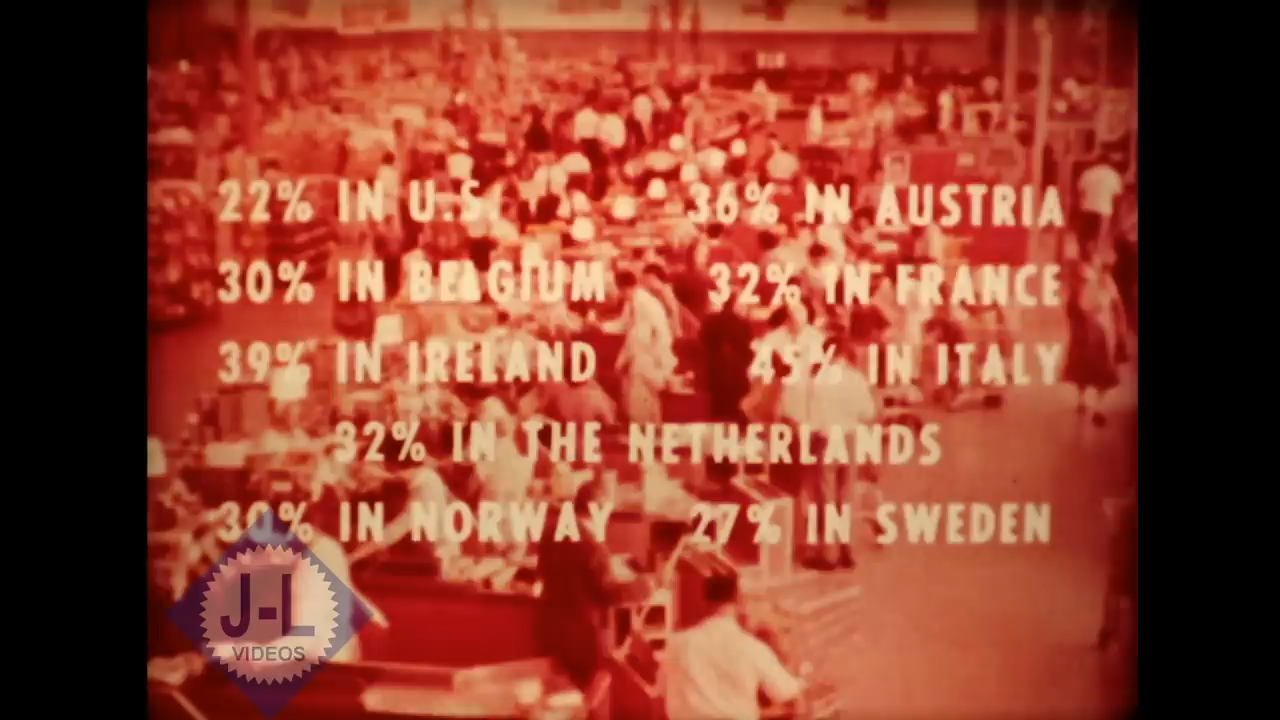 22% IN U.S. 36% IN AUSTRIA
30% IN BELGIUM 32% IN FRANCE
39% IN IRELAND 45% IN ITALY
32% IN THE NETHERLANDS
30% IN NORWAY 27% IN SWEDEN
J-L
VIDEOS